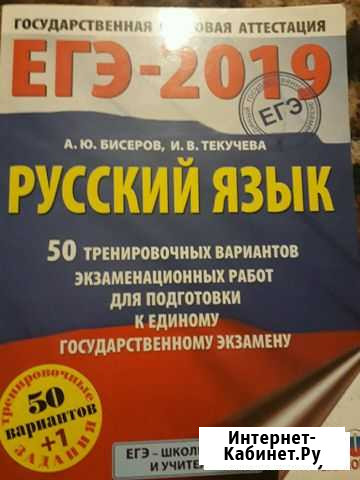 ГОСУДАРСТВЕННАЯ АТТЕСТАЦИЯ
ЕГЭ-2019
ЕГЭ
А. Ю. БИСЕРОВ, И. В. ТЕКУЧЕВА
РУССКИЙ ЯЗЫК
50 ТРЕНИРОВОЧНЫХ ВАРИАНТОВ
ЭКЗАМЕНАЦИОННЫХ РАБОТ
ДЛЯ ПОДГОТОВКИ
К ЕДИНОМУ
ГОСУДАРСТВЕННОМУ ЭКЗАМЕНУ
тренировочные
50
вариантов
+1
ЗАДАНИЯ
ЕГЭ –
И УЧИТЕ
Интернет-
Кабинет.Ру